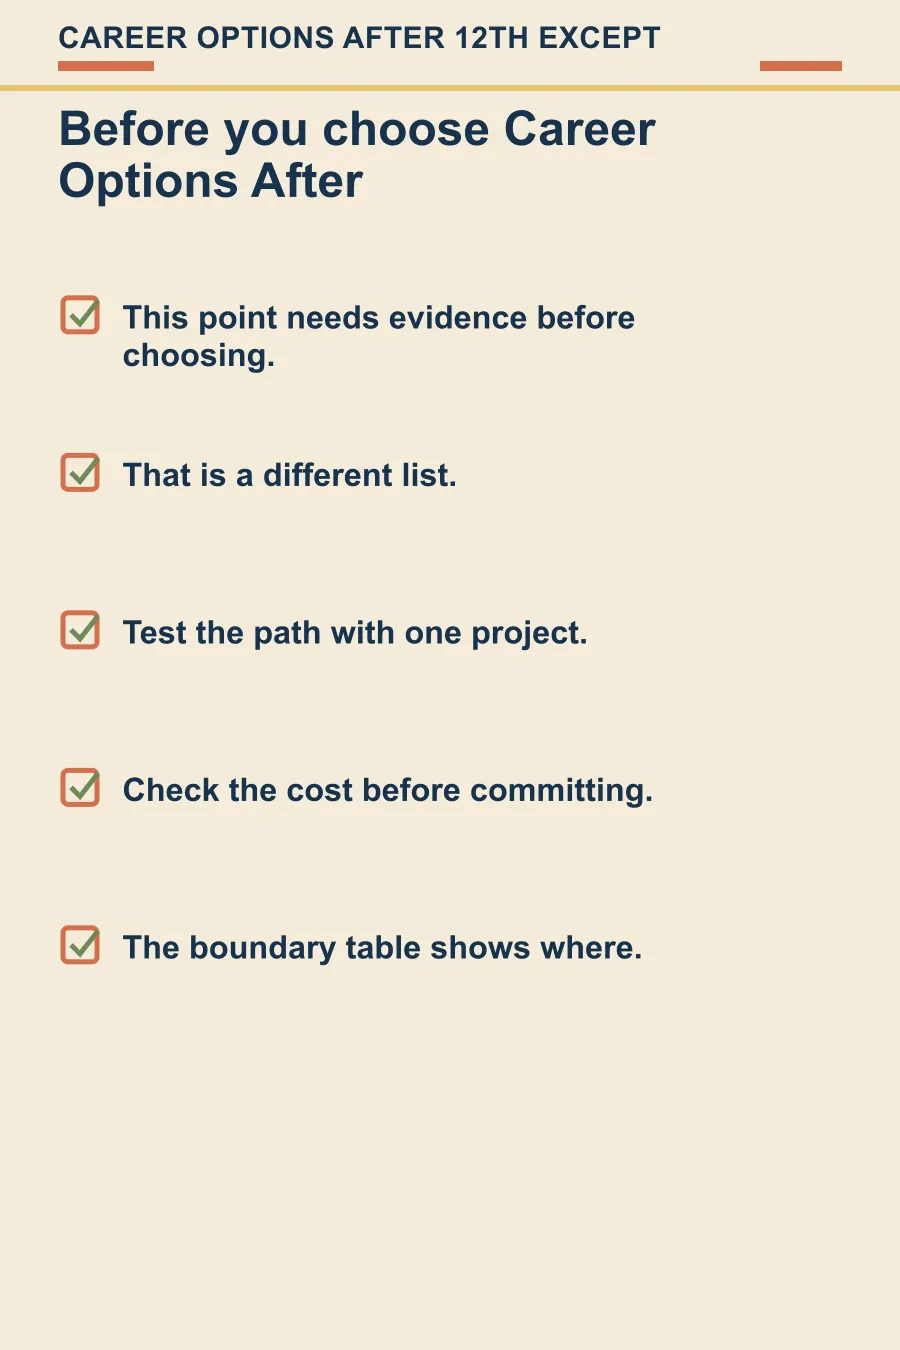 CAREER OPTIONS AFTER 12TH EXCEPT
Before you choose Career
Options After
This point needs evidence before
choosing.
That is a different list.
Test the path with one project.
Check the cost before committing.
The boundary table shows where.